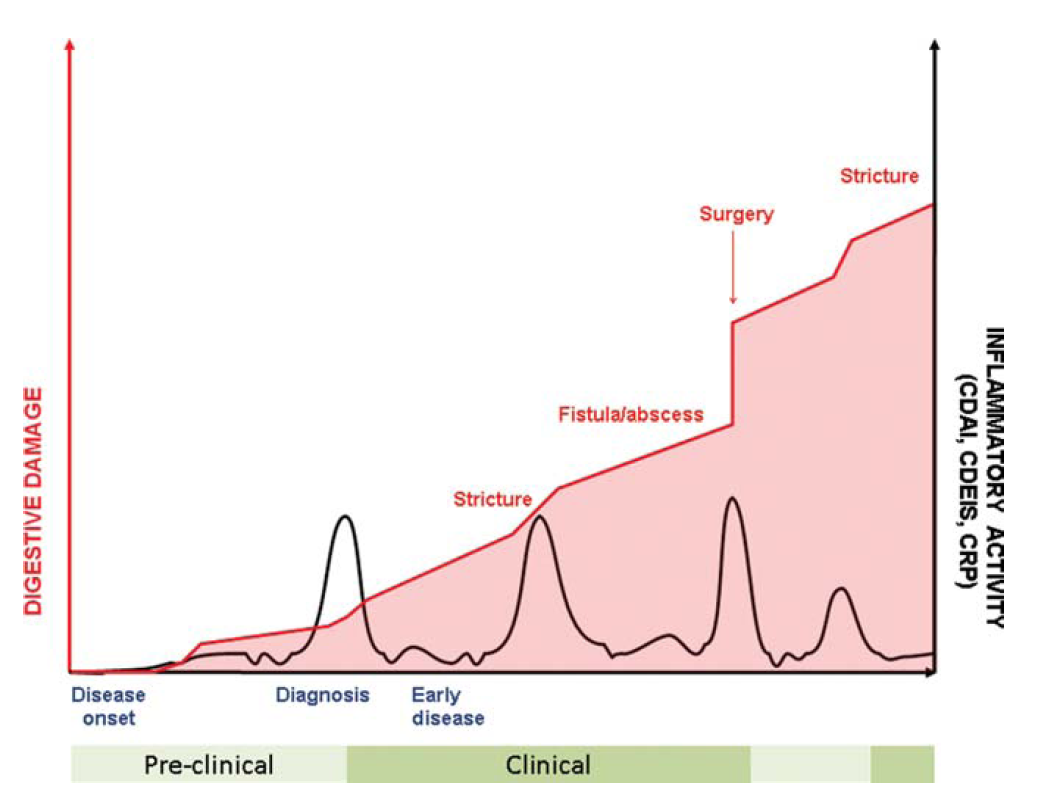 Stricture
Surgery
Fistula/abscess
Stricture
DIGESTIVE DAMAGE
INFLAMMATORY ACTIVITY
(CDAI, CDEIS, CRP)
Disease
onset
Diagnosis
Early
disease
Pre-clinical
Clinical